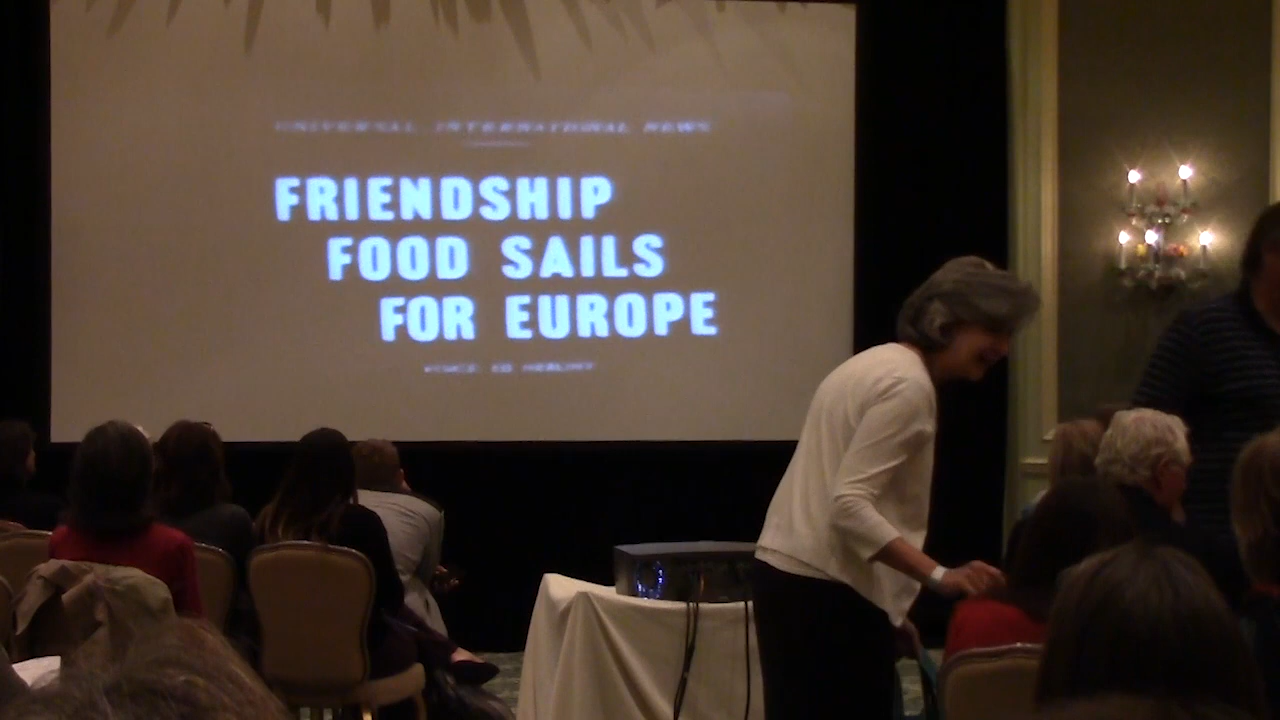 UNIVERSAL INTERNATIONAL NEWS
FRIENDSHIP
FOOD SAILS
FOR EUROPE